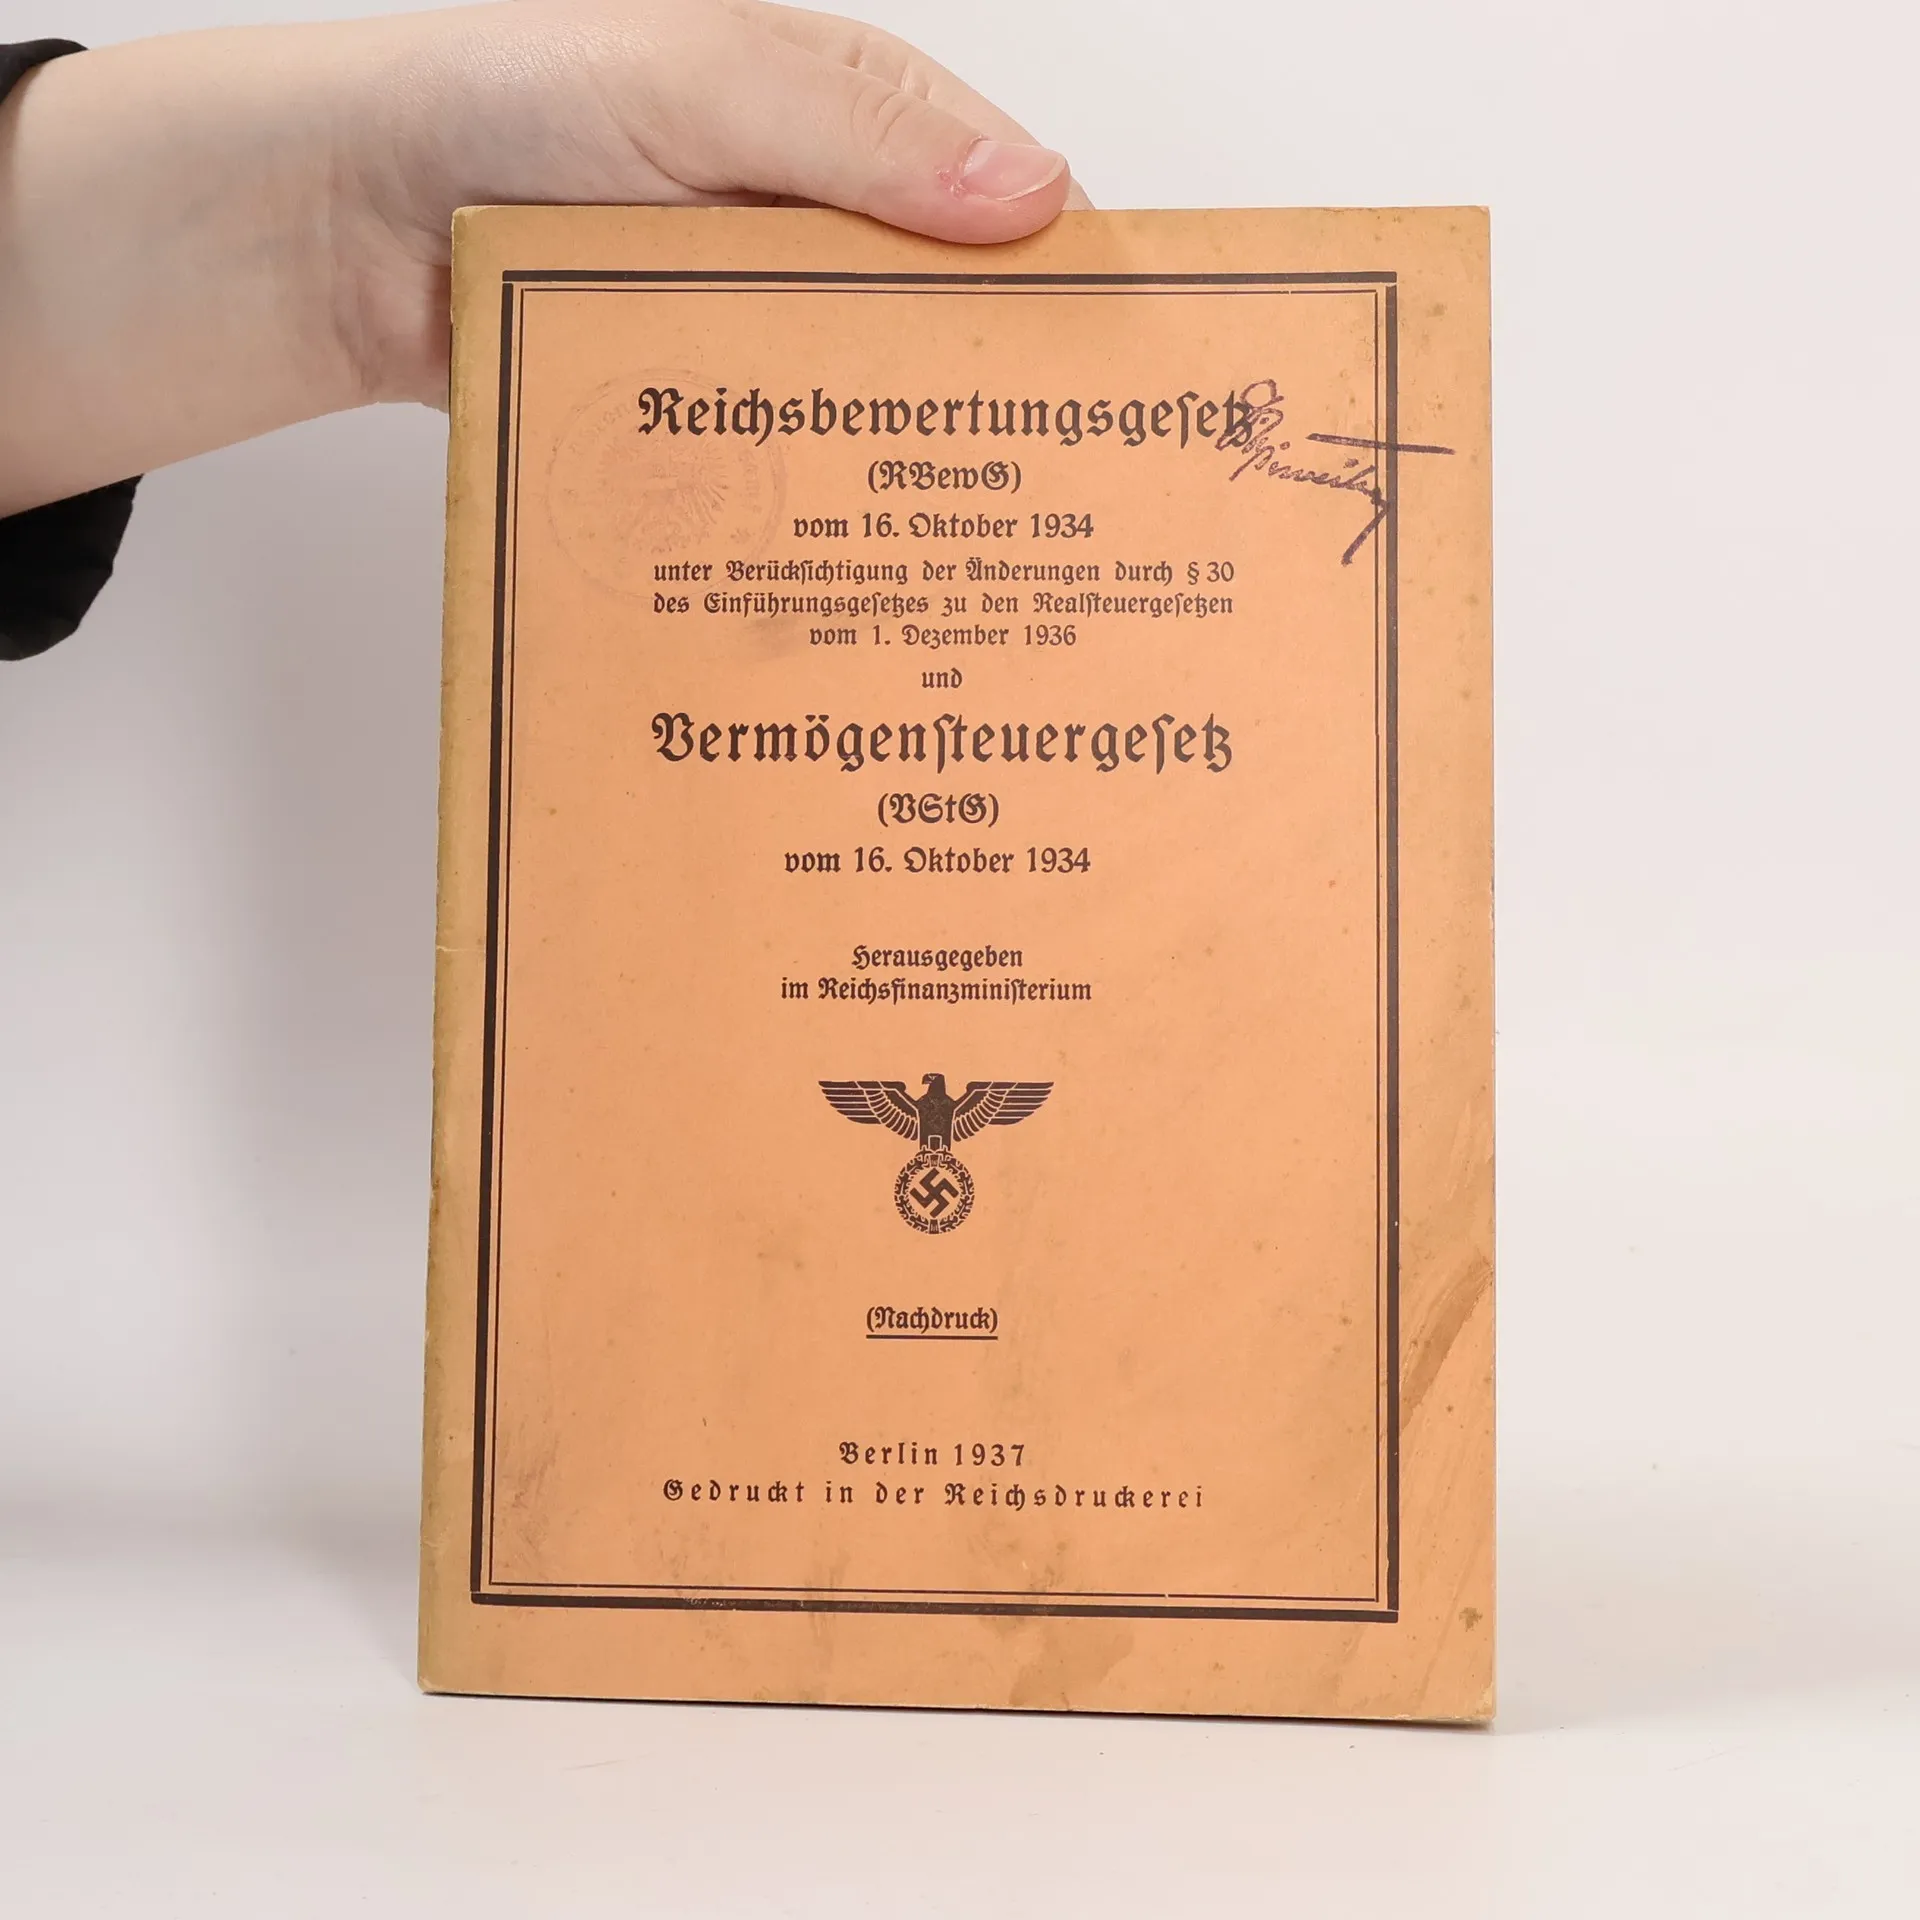 Reichsbewertungsgesetz
(RBewG)
vom 16. Oktober 1934
unter Berücksichtigung der Änderungen durch § 30
des Einführungsgesetzes zu den Realsteuergesetzen
vom 1. Dezember 1936
und
Vermögensteuergesetz
(VStG)
vom 16. Oktober 1934
Herausgegeben
im Reichsfinanzministerium
(Nachdruck)
Berlin 1937
Gedruckt in der Reichsdruckerei